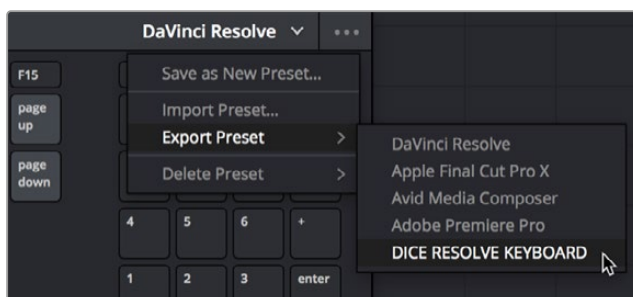 DaVinci Resolve
F15
Save as New Preset...
page
up
Import Preset...
Export Preset
DaVinci Resolve
page
down
Delete Preset
Apple Final Cut Pro X
Avid Media Composer
4 5 6 +
Adobe Premiere Pro
DICE RESOLVE KEYBOARD
1 2 3 enter